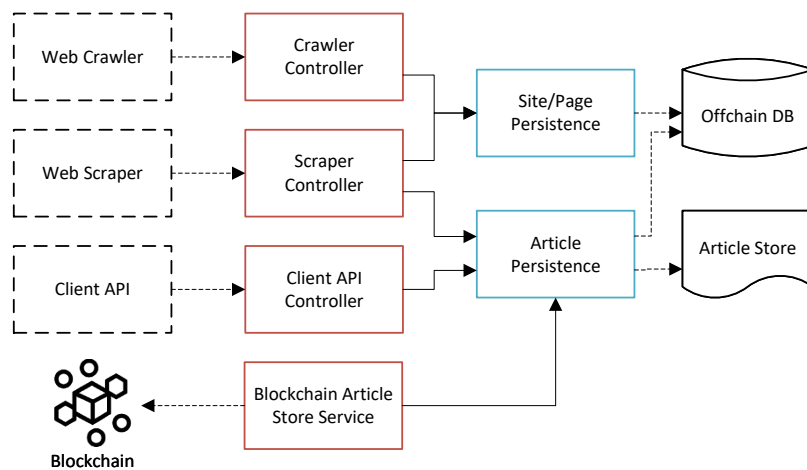 Web Crawler
Crawler
Controller
Site/Page
Persistence
Offchain DB
Web Scraper
Scraper
Controller
Client API
Client API
Controller
Article
Persistence
Article Store
Blockchain Article
Store Service
Blockchain